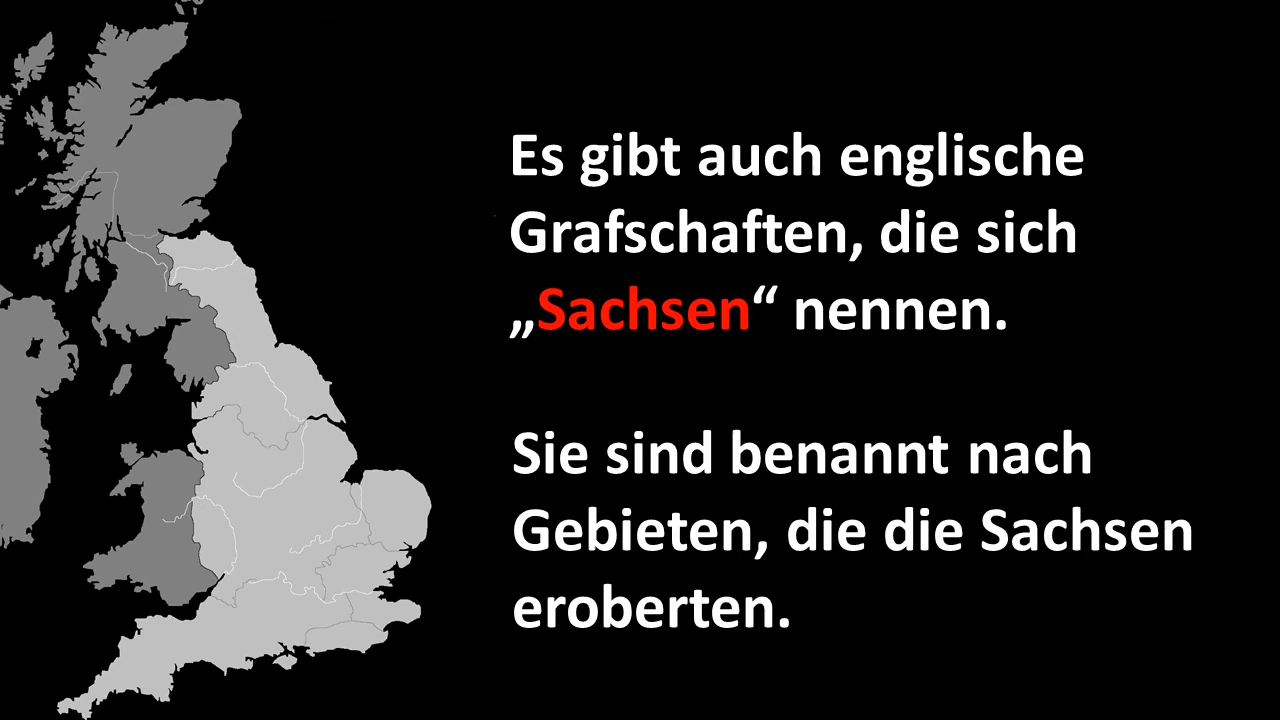 Es gibt auch englische
Grafschaften, die sich
„Sachsen“ nennen.
Sie sind benannt nach
Gebieten, die die Sachsen
eroberten.